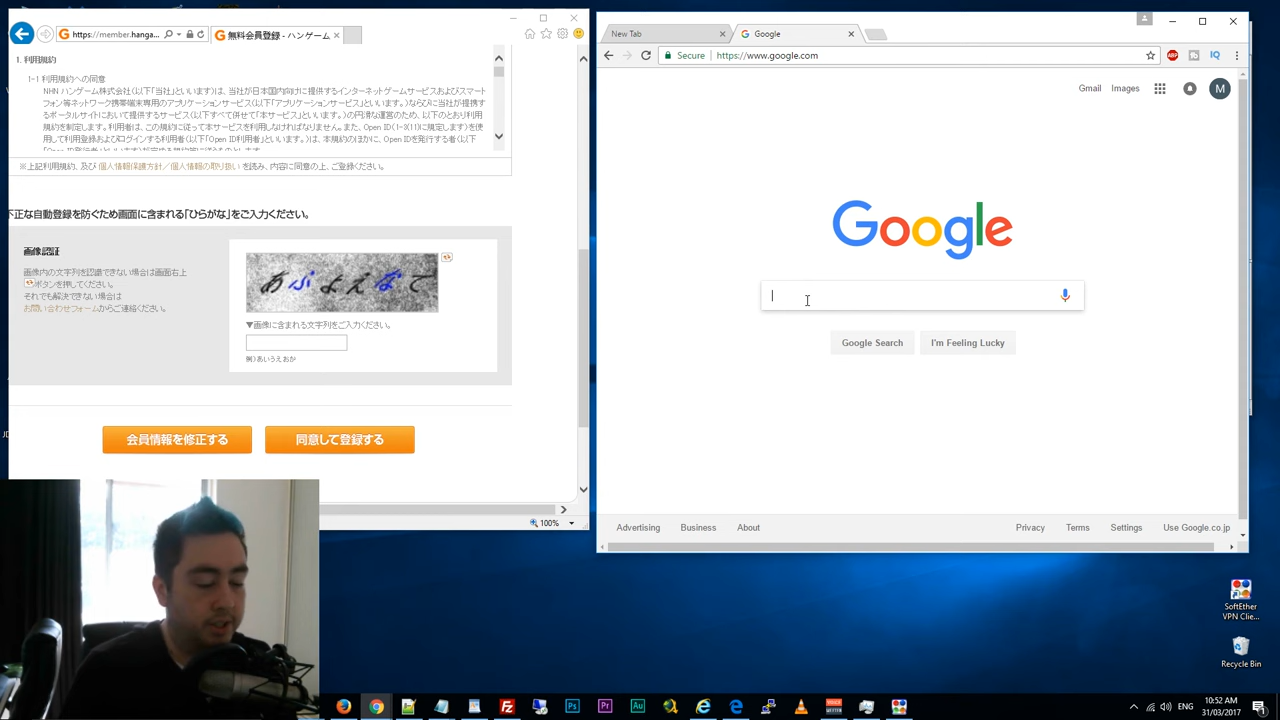 https://member.hanga...
無料会員登録 - ハンゲーム
1. 利用規約
1-1 利用規約への同意
NHN ハンゲーム株式会社(以下「当社」といいます)は、当社が日本国内向けに提供するインターネットゲームサービスおよびスマート
フォン等ネットワーク携帯端末専用のアプリケーションサービス(以下「アプリケーションサービス」といいます。)ならびに当社が提携す
るポータルサイトにおいて提供するサービス(以下すべて併せて「本サービス」といいます。)の円滑な運営のため、以下のとおり利用
規約を制定します。利用者は、この規約に従って本サービスを利用しなければなりません。また、Open ID(1-3(11)に規定します)を使
用して利用登録およびログインする利用者(以下「Open ID利用者」といいます。)は、本規約のほかに、Open IDを発行する者(以
※上記利用規約、及び 個人情報保護方針/個人情報の取り扱い を読み、内容に同意の上、ご登録ください。
不正な自動登録を防ぐため画面に含まれる「ひらがな」をご入力ください。
画像認証
画像内の文字列を認識できない場合は画面右上
ボタンを押してください。
それでも解決できない場合は
お問い合わせフォームからご連絡ください。
▼画像に含まれる文字列をご入力ください。
例)あいうえおか
会員情報を修正する
同意して登録する
100%
New Tab
Google
Secure
https://www.google.com
ABP
IQ
Gmail
Images
M
Google
Google Search
I'm Feeling Lucky
Advertising
Business
About
Privacy
Terms
Settings
Use Google.co.jp
SoftEther
VPN Clie...
Recycle Bin
10:52 AM
31/03/2017